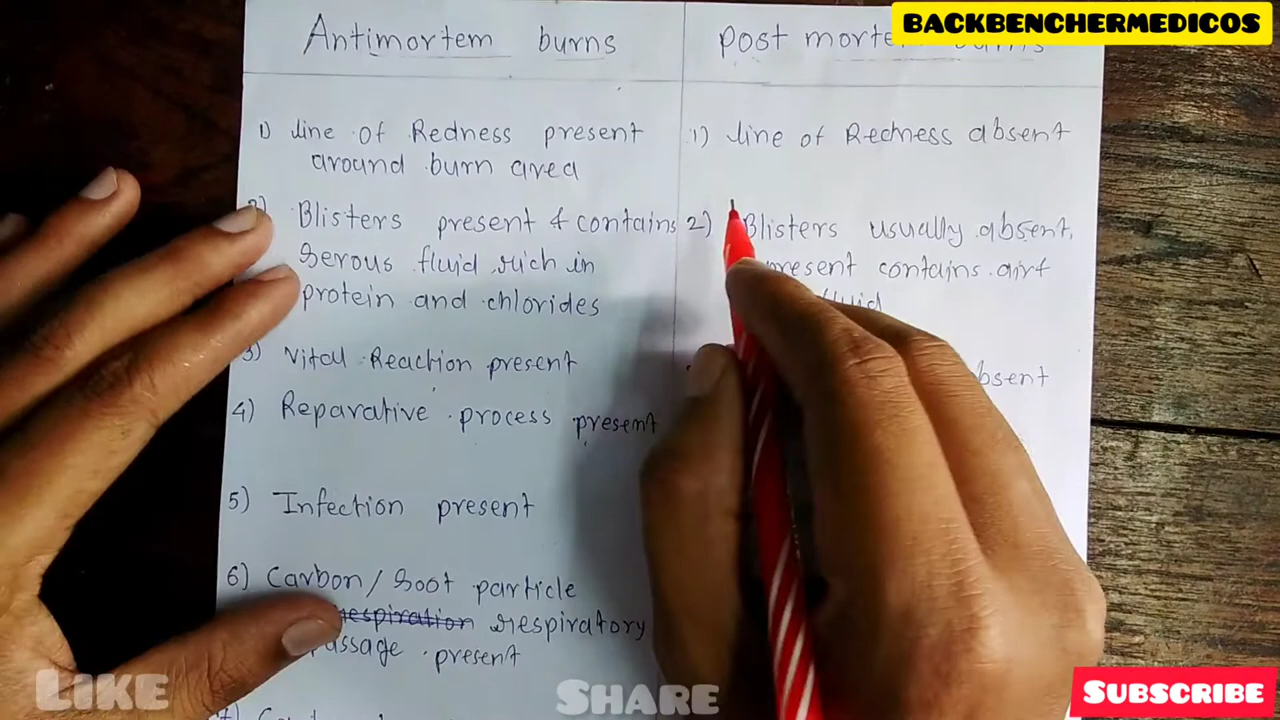 BACKBENCHERMEDICOS
Antimortem burns
post
1) line of Redness present
around burn area
Blisters present & contains
serous fluid rich in
protein and chlorides
3) Vital Reaction present
4) Reparative process present
5) Infection present
6) Carbon / Soot particle
respiration respiratory
passage present
1) line of Redness absent
2) Blisters usually absent,
present contains air
fluid
absent
LIKE
SHARE
SUBSCRIBE